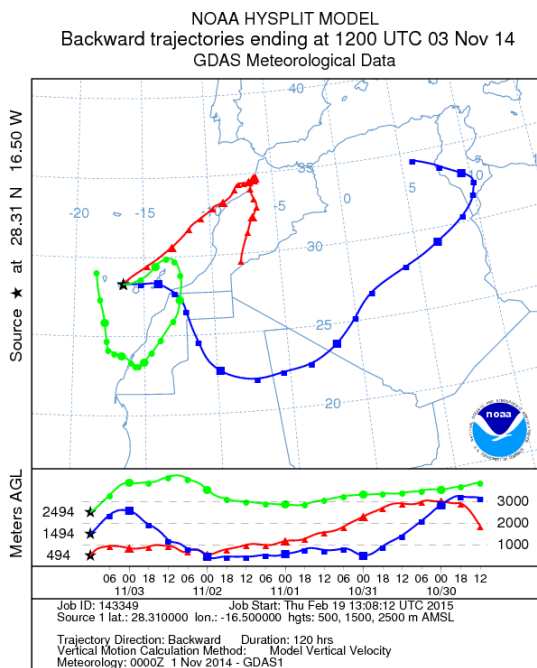 NOAA HYSPLIT MODEL
Backward trajectories ending at 1200 UTC 03 Nov 14
GDAS Meteorological Data
Source ★ at 28.31 N 16.50 W
40
-20
-15
-5
0
5
10
35
30
25
20
noaa
Meters AGL
2494
1494
494
3000
2000
1000
06 00 18 12 06 00 18 12 06 00 18 12 06 00 18 12 06 00 18 12
11/03 11/02 11/01 10/31 10/30
Job ID: 143349 Job Start: Thu Feb 19 13:08:12 UTC 2015
Source 1 lat.: 28.310000 lon.: -16.500000 hgts: 500, 1500, 2500 m AMSL
Trajectory Direction: Backward Duration: 120 hrs
Vertical Motion Calculation Method: Model Vertical Velocity
Meteorology: 0000Z 1 Nov 2014 - GDAS1